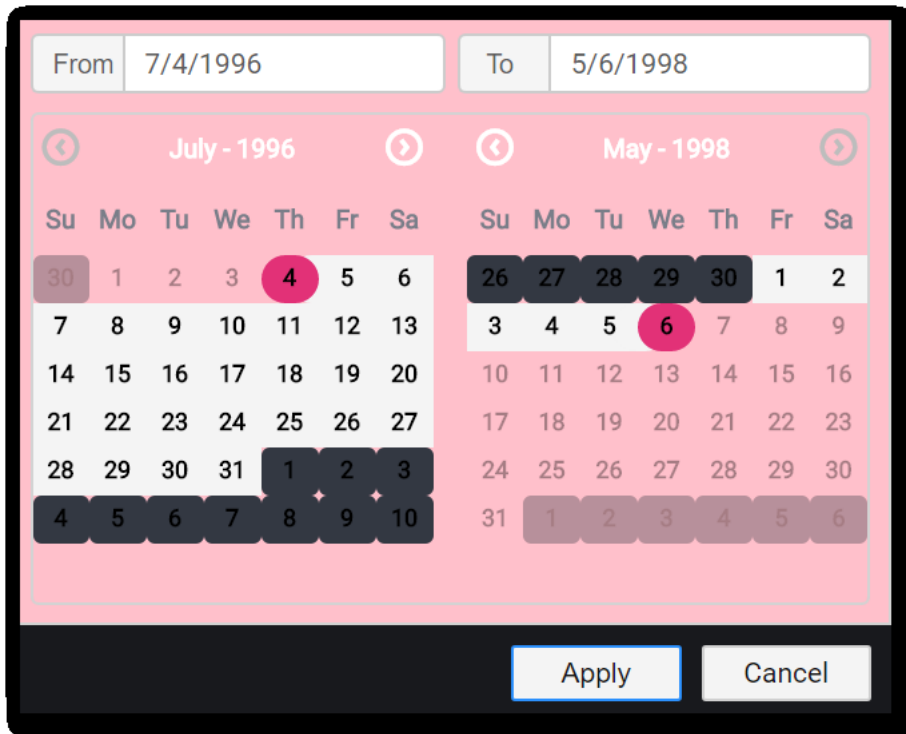 From 7/4/1996 To 5/6/1998
July - 1996 May - 1998
Su Mo Tu We Th Fr Sa Su Mo Tu We Th Fr Sa
30 1 2 3 4 5 6 26 27 28 29 30 1 2
7 8 9 10 11 12 13 3 4 5 6 7 8 9
14 15 16 17 18 19 20 10 11 12 13 14 15 16
21 22 23 24 25 26 27 17 18 19 20 21 22 23
28 29 30 31 1 2 3 24 25 26 27 28 29 30
4 5 6 7 8 9 10 31 1 2 3 4 5 6
Apply Cancel